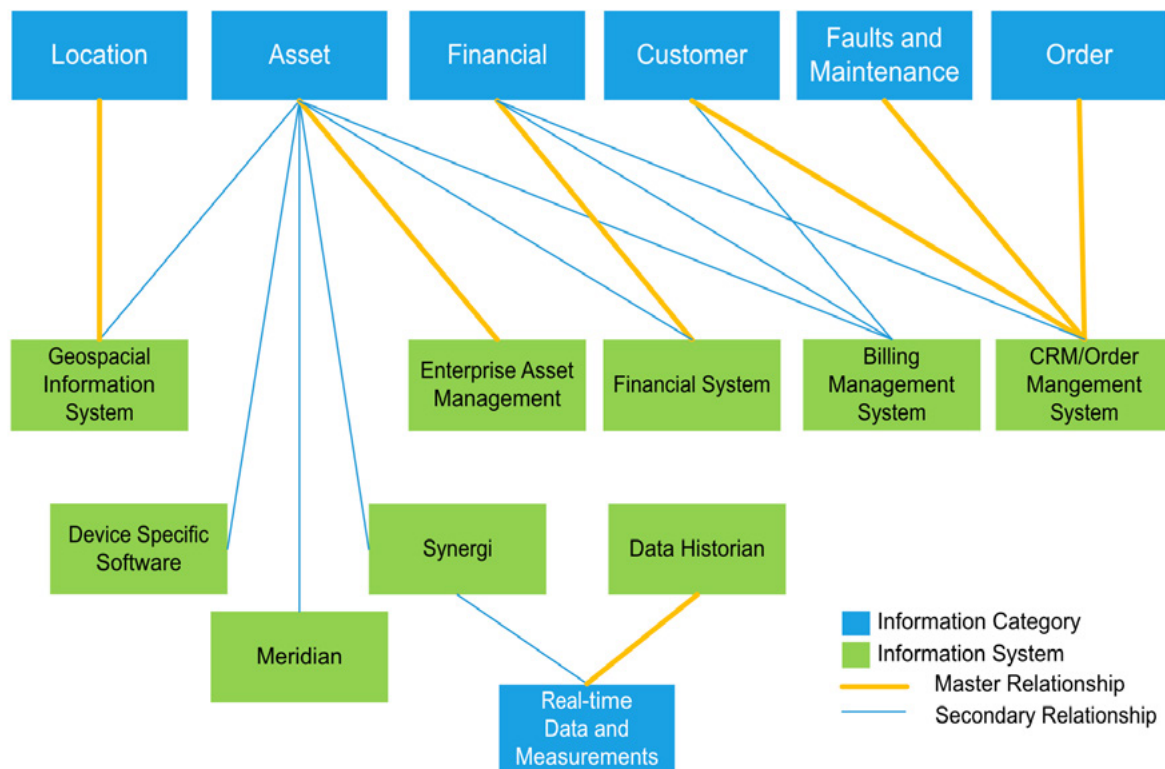 Location
Asset
Financial
Customer
Faults and
Maintenance
Order
Geospacial
Information
System
Enterprise Asset
Management
Financial System
Billing
Management
System
CRM/Order
Mangement
System
Device Specific
Software
Synergi
Data Historian
Meridian
Real-time
Data and
Measurements
Information Category
Information System
Master Relationship
Secondary Relationship